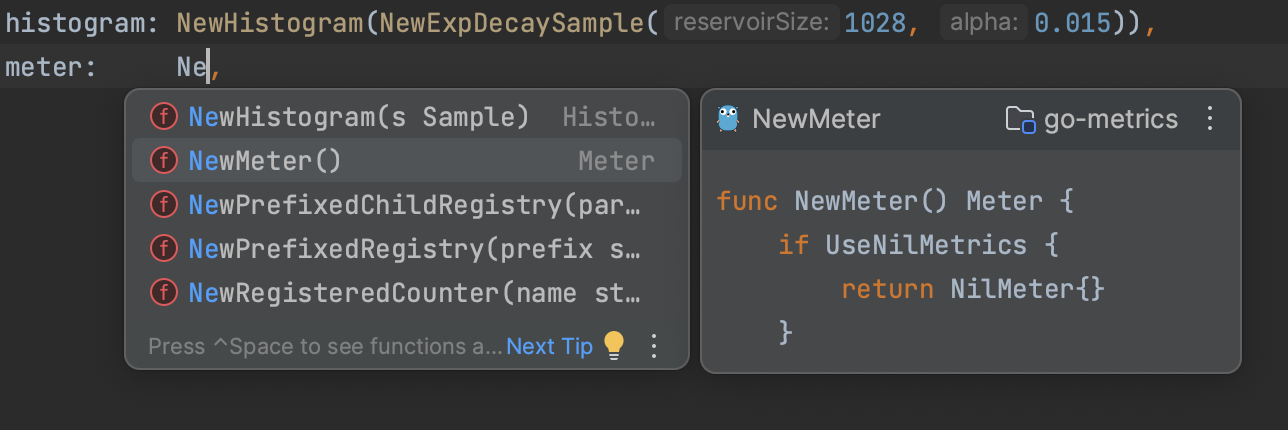 histogram: NewHistogram(NewExpDecaySample( reservoirSize: 1028, alpha: 0.015)),
meter: Ne,
f NewHistogram(s Sample) Histo…
f NewMeter() Meter
f NewPrefixedChildRegistry(par…
f NewPrefixedRegistry(prefix s…
f NewRegisteredCounter(name st…
Press ^Space to see functions a… Next Tip
NewMeter go-metrics
func NewMeter() Meter {
if UseNilMetrics {
return NilMeter{}
}